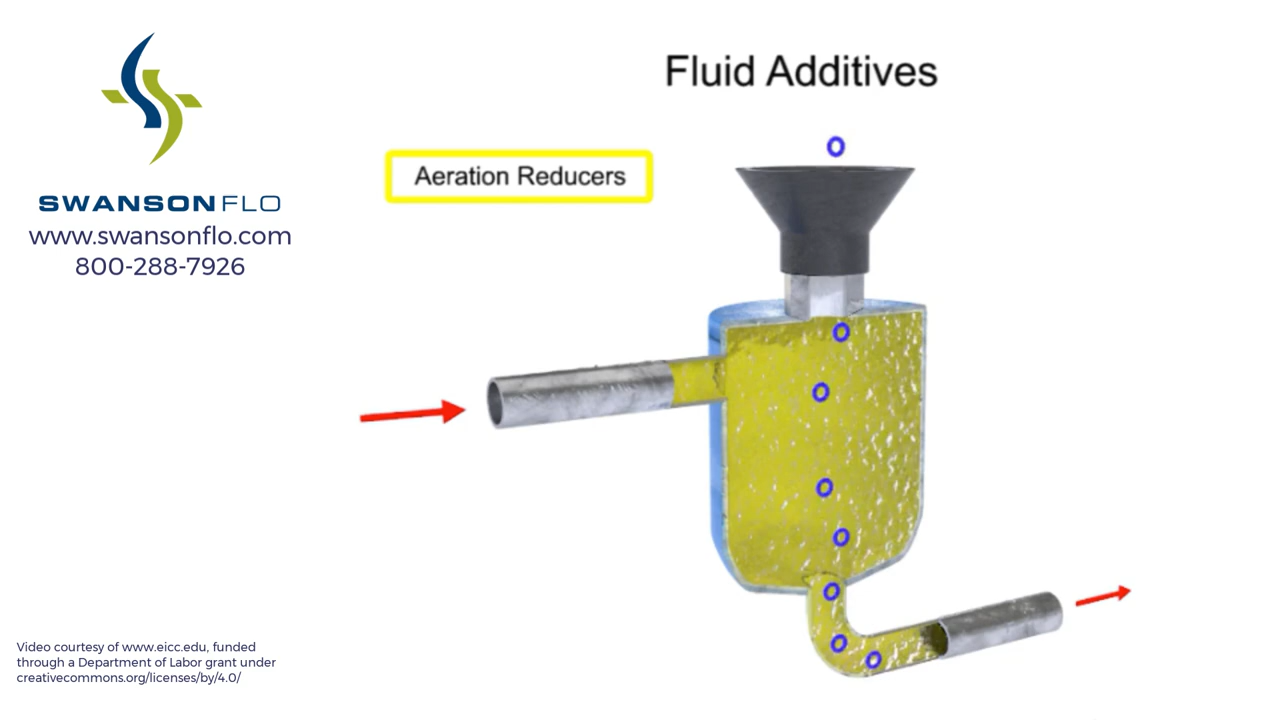 Fluid Additives
Aeration Reducers
SWANSONFLO
www.swansonflo.com
800-288-7926
Video courtesy of www.eicc.edu, funded
through a Department of Labor grant under
creativecommons.org/licenses/by/4.0/